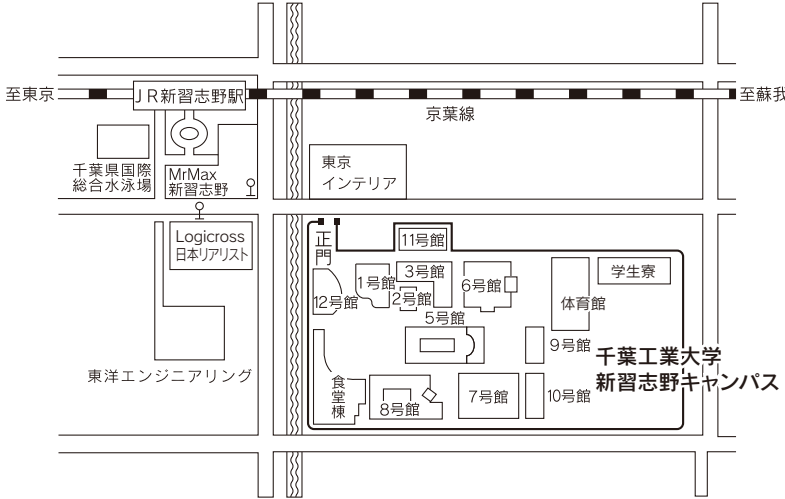 至東京
JR新習志野駅
至蘇我
京葉線
千葉県国際
総合水泳場
MrMax
新習志野
東京
インテリア
Logicross
日本リアリスト
正門
11号館
12号館
1号館
3号館
2号館
6号館
学生寮
体育館
5号館
9号館
千葉工業大学
新習志野キャンパス
東洋エンジニアリング
食堂棟
8号館
7号館
10号館